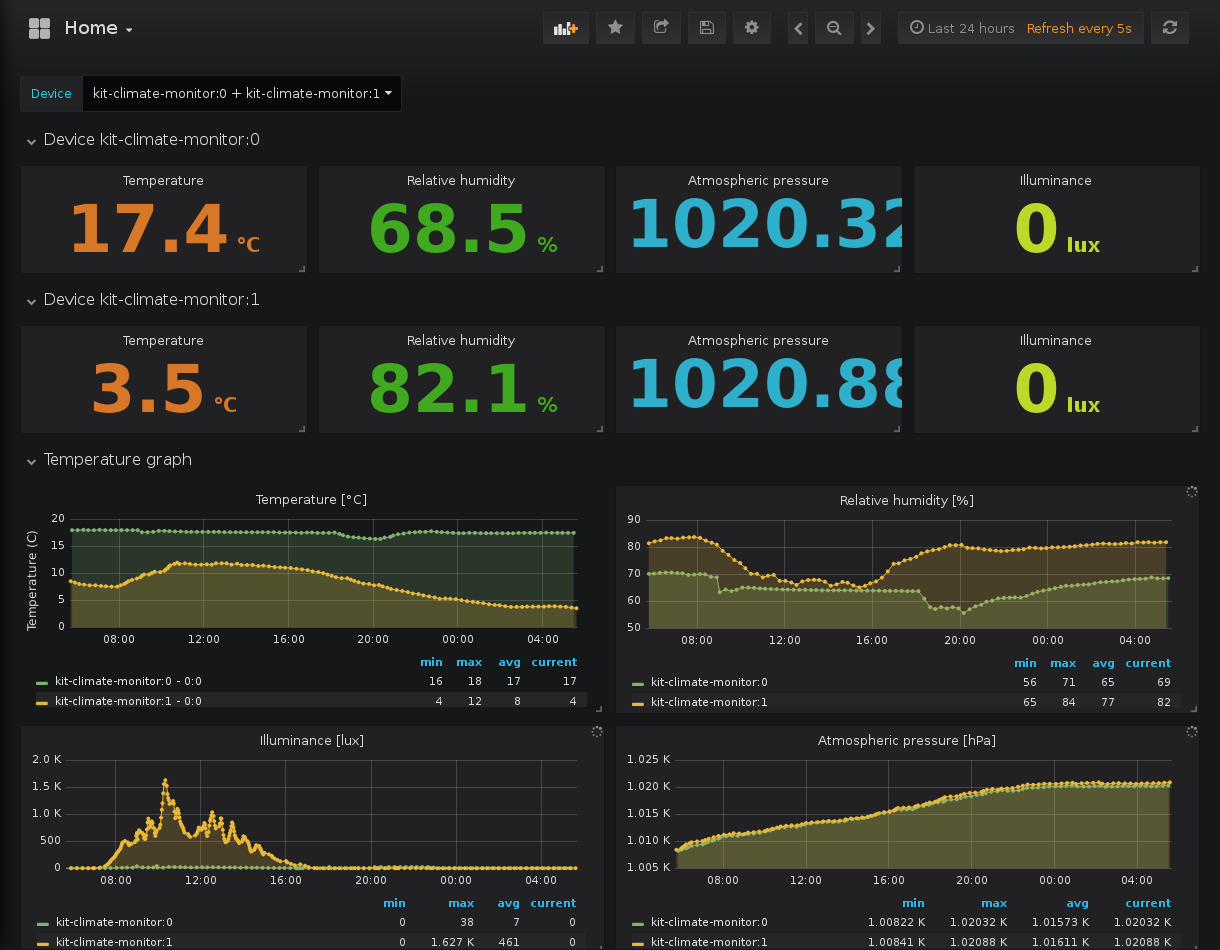 Home
Last 24 hours Refresh every 5s
Device kit-climate-monitor:0 + kit-climate-monitor:1
Device kit-climate-monitor:0
Temperature Relative humidity Atmospheric pressure Illuminance
17.4 °C 68.5 % 1020.32 0 lux
Device kit-climate-monitor:1
Temperature Relative humidity Atmospheric pressure Illuminance
3.5 °C 82.1 % 1020.88 0 lux
Temperature graph
Temperature [°C]
Temperature (C)
20
15
10
5
0
08:00 12:00 16:00 20:00 00:00 04:00
min max avg current
kit-climate-monitor:0 - 0:0 16 18 17 17
kit-climate-monitor:1 - 0:0 4 12 8 4
Relative humidity [%]
90
80
70
60
50
08:00 12:00 16:00 20:00 00:00 04:00
min max avg current
kit-climate-monitor:0 56 71 65 69
kit-climate-monitor:1 65 84 77 82
Illuminance [lux]
2.0 K
1.5 K
1.0 K
500
0
08:00 12:00 16:00 20:00 00:00 04:00
min max avg current
kit-climate-monitor:0 0 38 7 0
kit-climate-monitor:1 0 1.627 K 461 0
Atmospheric pressure [hPa]
1.025 K
1.020 K
1.015 K
1.010 K
1.005 K
08:00 12:00 16:00 20:00 00:00 04:00
min max avg current
kit-climate-monitor:0 1.00822 K 1.02032 K 1.01573 K 1.02032 K
kit-climate-monitor:1 1.00841 K 1.02088 K 1.01611 K 1.02088 K